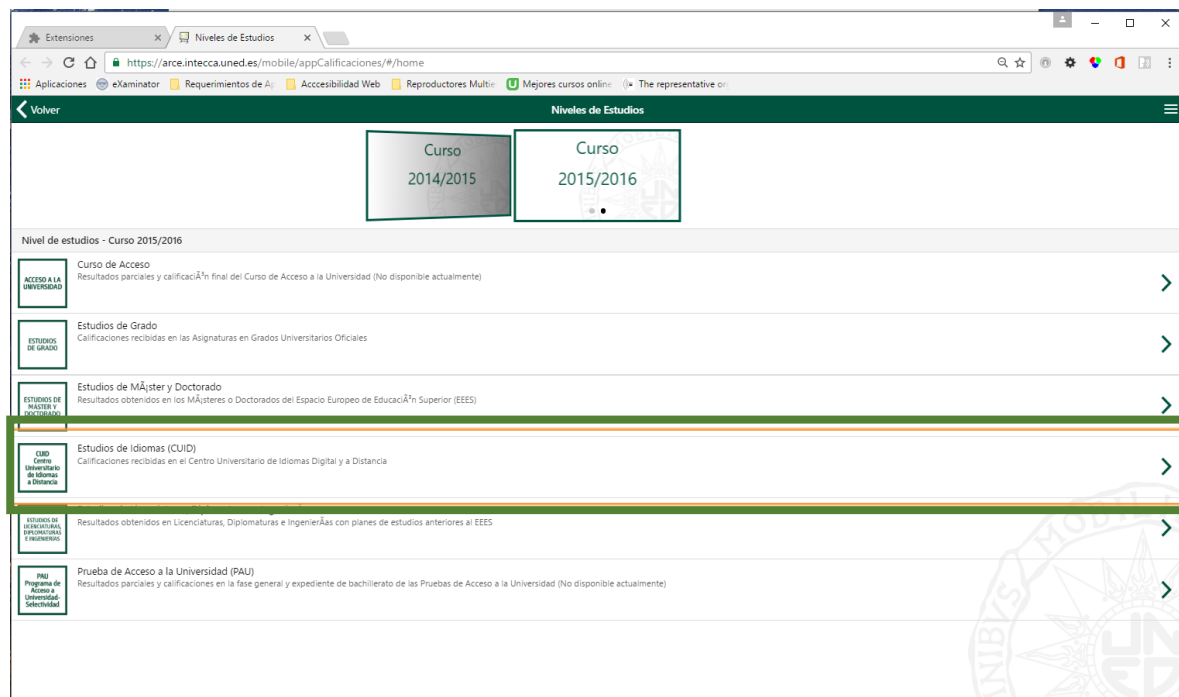 Extensiones
Niveles de Estudios
https://arce.intecca.uned.es/mobile/appCalificaciones/#/home
Aplicaciones eXaminator Requerimientos de Ap Acccesibilidad Web Reproductores Multie Mejores cursos online The representative or
Volver
Niveles de Estudios
Curso
2014/2015
Curso
2015/2016
Nivel de estudios - Curso 2015/2016
ACCESO A LA
UNIVERSIDAD
Curso de Acceso
Resultados parciales y calificaciÃ³n final del Curso de Acceso a la Universidad (No disponible actualmente)
ESTUDIOS
DE GRADO
Estudios de Grado
Calificaciones recibidas en las Asignaturas en Grados Universitarios Oficiales
ESTUDIOS DE
MASTER Y
DOCTORADO
Estudios de MÃ¡ster y Doctorado
Resultados obtenidos en los MÃ¡steres o Doctorados del Espacio Europeo de EducaciÃ³n Superior (EEES)
CUID
Centro
Universitario
de Idiomas
a Distancia
Estudios de Idiomas (CUID)
Calificaciones recibidas en el Centro Universitario de Idiomas Digital y a Distancia
ESTUDIOS DE
LICENCIATURAS,
DIPLOMATURAS
E INGENIERIAS
Resultados obtenidos en Licenciaturas, Diplomaturas e IngenierÃas con planes de estudios anteriores al EEES
PAU
Programa de
Acceso a
Universidad-
Selectividad
Prueba de Acceso a la Universidad (PAU)
Resultados parciales y calificaciones en la fase general y expediente de bachillerato de las Pruebas de Acceso a la Universidad (No disponible actualmente)
UNED